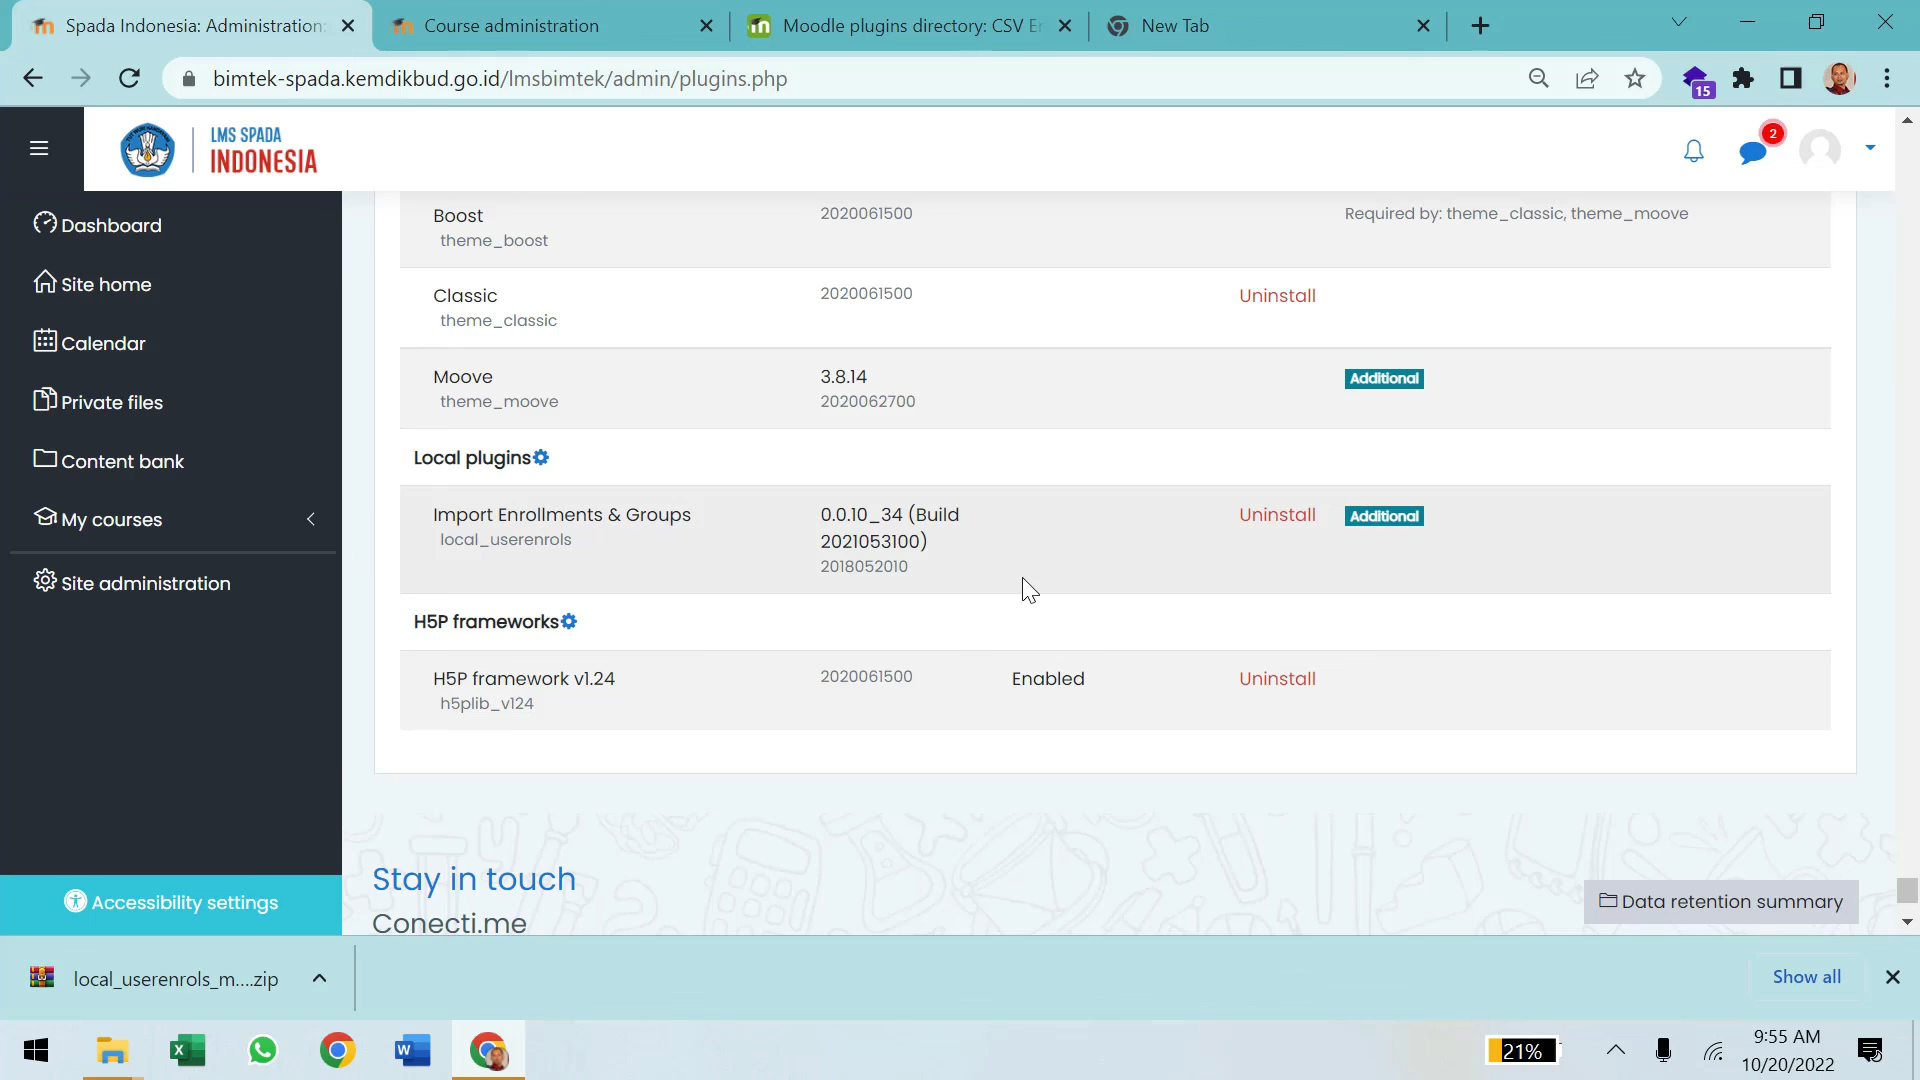 Spada Indonesia: Administration:
Course administration
Moodle plugins directory: CSV E
New Tab
bimtek-spada.kemdikbud.go.id/lmsbimtek/admin/plugins.php
15
LMS SPADA
INDONESIA
2
Dashboard
Site home
Calendar
Private files
Content bank
My courses
Site administration
Accessibility settings
Boost
theme_boost
2020061500
Required by: theme_classic, theme_moove
Classic
theme_classic
2020061500
Uninstall
Moove
theme_moove
3.8.14
2020062700
Additional
Local plugins
Import Enrollments & Groups
local_userenrols
0.0.10_34 (Build
2021053100)
2018052010
Uninstall
Additional
H5P frameworks
H5P framework v1.24
h5plib_v124
2020061500
Enabled
Uninstall
Stay in touch
Conecti.me
Data retention summary
local_userenrols_m....zip
Show all
21%
9:55 AM
10/20/2022